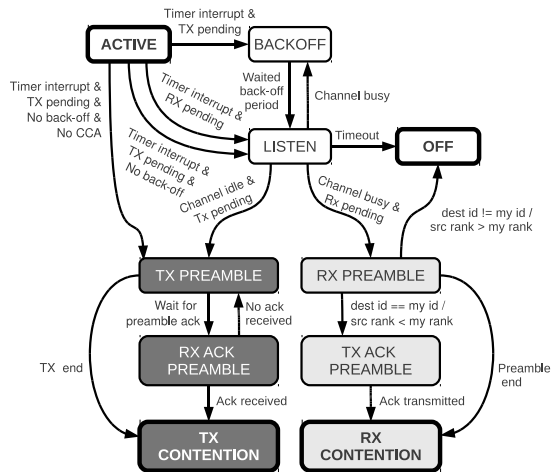 ACTIVE
Timer interrupt &
TX pending
BACKOFF
Timer interrupt &
TX pending &
No back-off &
No CCA
Timer interrupt &
RX pending
Waited
back-off
period
Channel busy
Timer interrupt &
TX pending &
No back-off
LISTEN
Timeout
OFF
Channel idle &
Tx pending
Channel busy &
Rx pending
dest id != my id /
src rank > my rank
TX PREAMBLE
RX PREAMBLE
Wait for
preamble ack
No ack
received
dest id == my id /
src rank < my rank
RX ACK
PREAMBLE
TX ACK
PREAMBLE
TX end
Preamble
end
Ack received
Ack transmitted
TX
CONTENTION
RX
CONTENTION